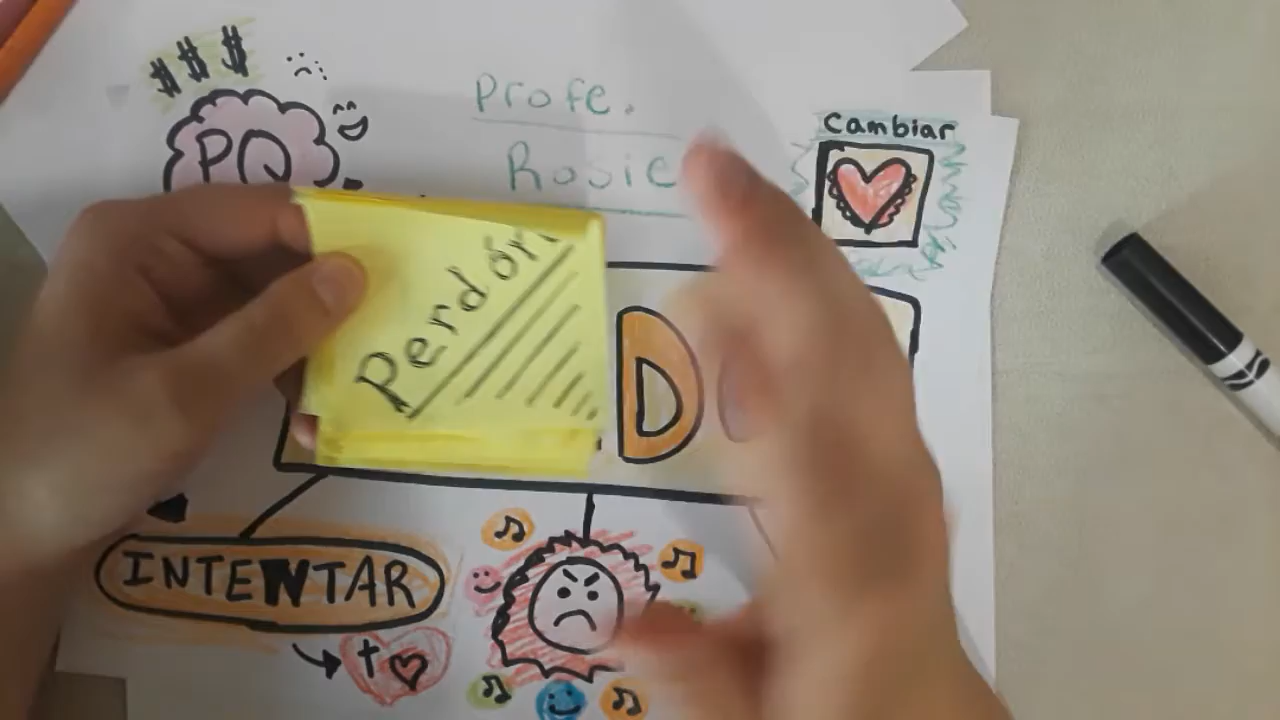 $$$
PQ
Profe.
Rosie
Cambiar
Perdón
D
INTENTAR